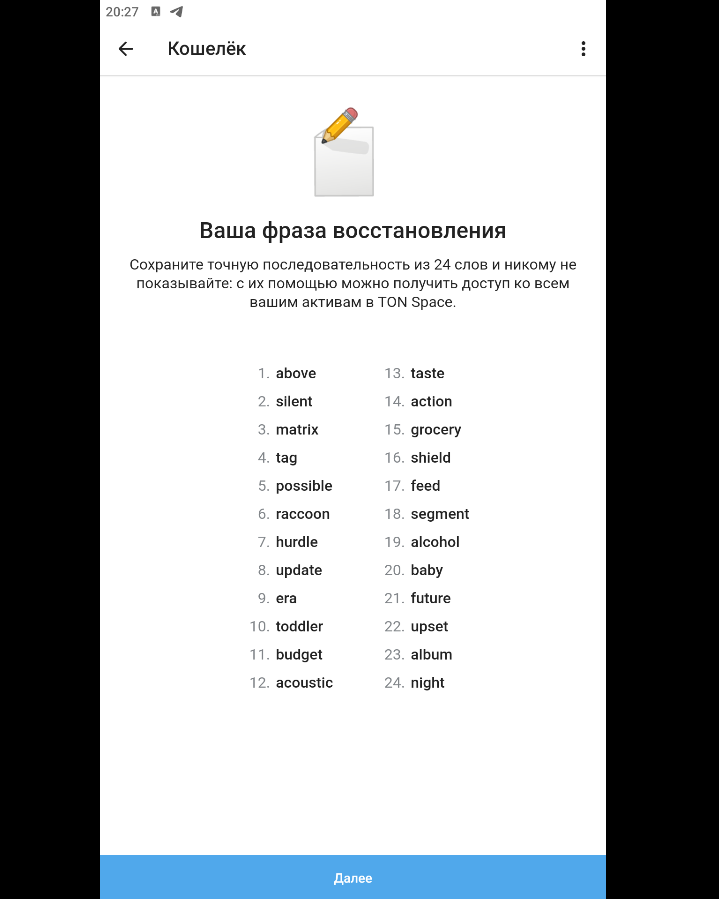 20:27
Кошелёк
Ваша фраза восстановления
Сохраните точную последовательность из 24 слов и никому не
показывайте: с их помощью можно получить доступ ко всем
вашим активам в TON Space.
1. above
2. silent
3. matrix
4. tag
5. possible
6. raccoon
7. hurdle
8. update
9. era
10. toddler
11. budget
12. acoustic
13. taste
14. action
15. grocery
16. shield
17. feed
18. segment
19. alcohol
20. baby
21. future
22. upset
23. album
24. night
Далее